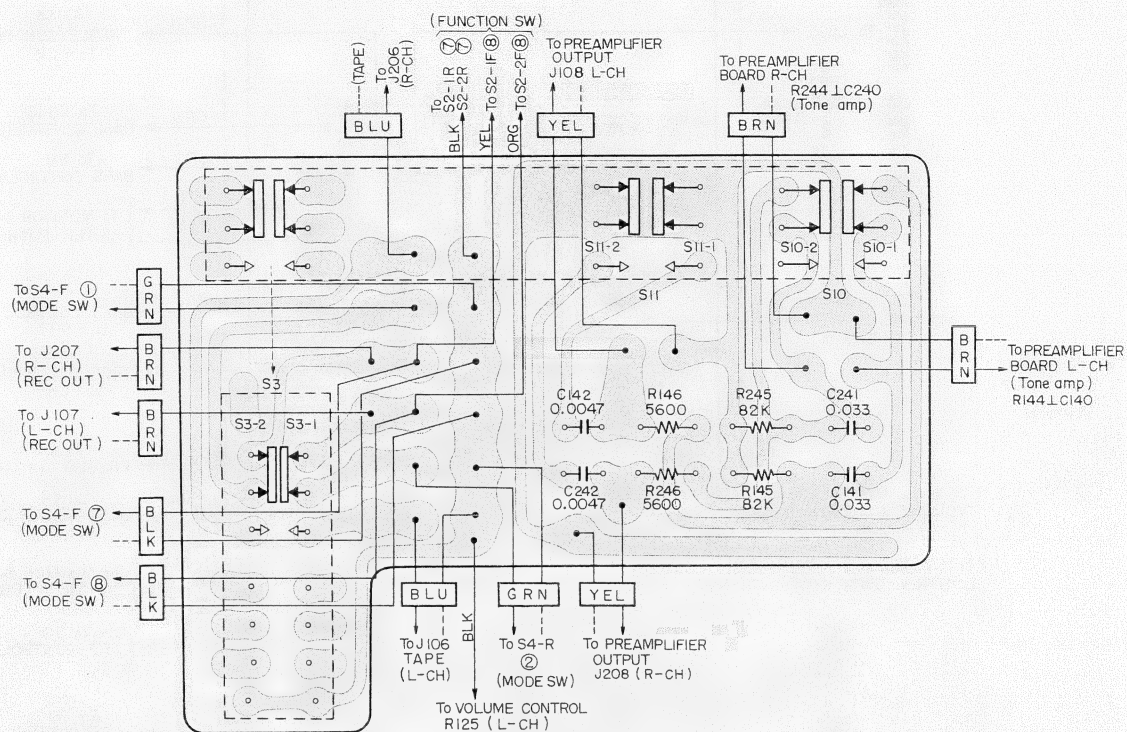 (FUNCTION SW)
(TAPE)
To
J206
(R-CH)
To
S2-1R ⑦
S2-2R ⑦
To S2-1F ⑧
To S2-2F ⑧
To PREAMPLIFIER
OUTPUT
J108 L-CH
To PREAMPLIFIER
BOARD R-CH
R244⊥C240
(Tone amp)
BLU
BLK
YEL
ORG
YEL
BRN
S11-2
S11-1
S10-2
S10-1
S11
S10
To S4-F ①
(MODE SW)
GRN
To J207
(R-CH)
(REC OUT)
BRN
To J107
(L-CH)
(REC OUT)
BRN
S3
S3-2
S3-1
BRN
To PREAMPLIFIER
BOARD L-CH
(Tone amp)
R144⊥C140
C142
0.0047
R146
5600
R245
82K
C241
0.033
C242
0.0047
R246
5600
R145
82K
C141
0.033
To S4-F ⑦
(MODE SW)
BLK
To S4-F ⑧
(MODE SW)
BLK
BLU
BLK
GRN
YEL
To J106
TAPE
(L-CH)
To S4-R
②
(MODE SW)
To PREAMPLIFIER
OUTPUT
J208 (R-CH)
To VOLUME CONTROL
R125 (L-CH)